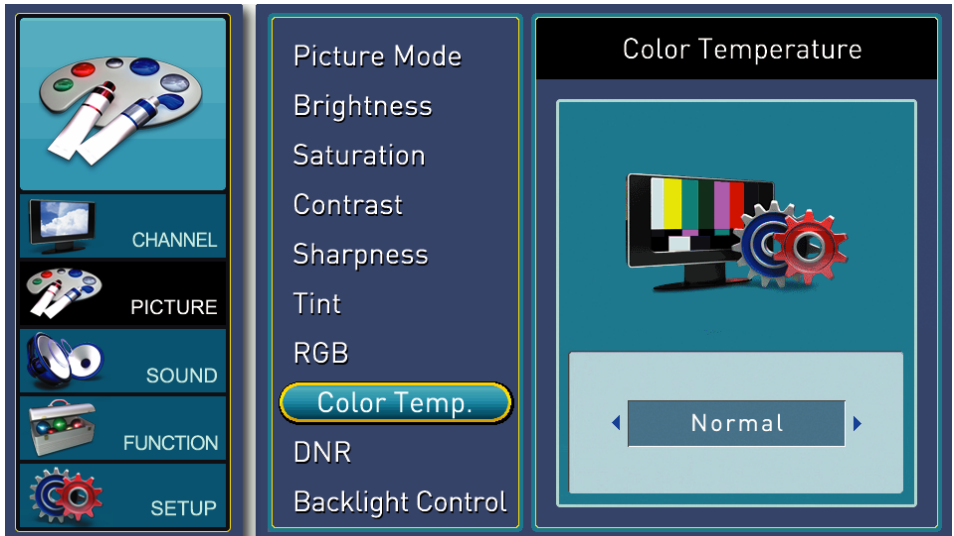 CHANNEL
PICTURE
SOUND
FUNCTION
SETUP
Picture Mode
Brightness
Saturation
Contrast
Sharpness
Tint
RGB
Color Temp.
DNR
Backlight Control
Color Temperature
Normal